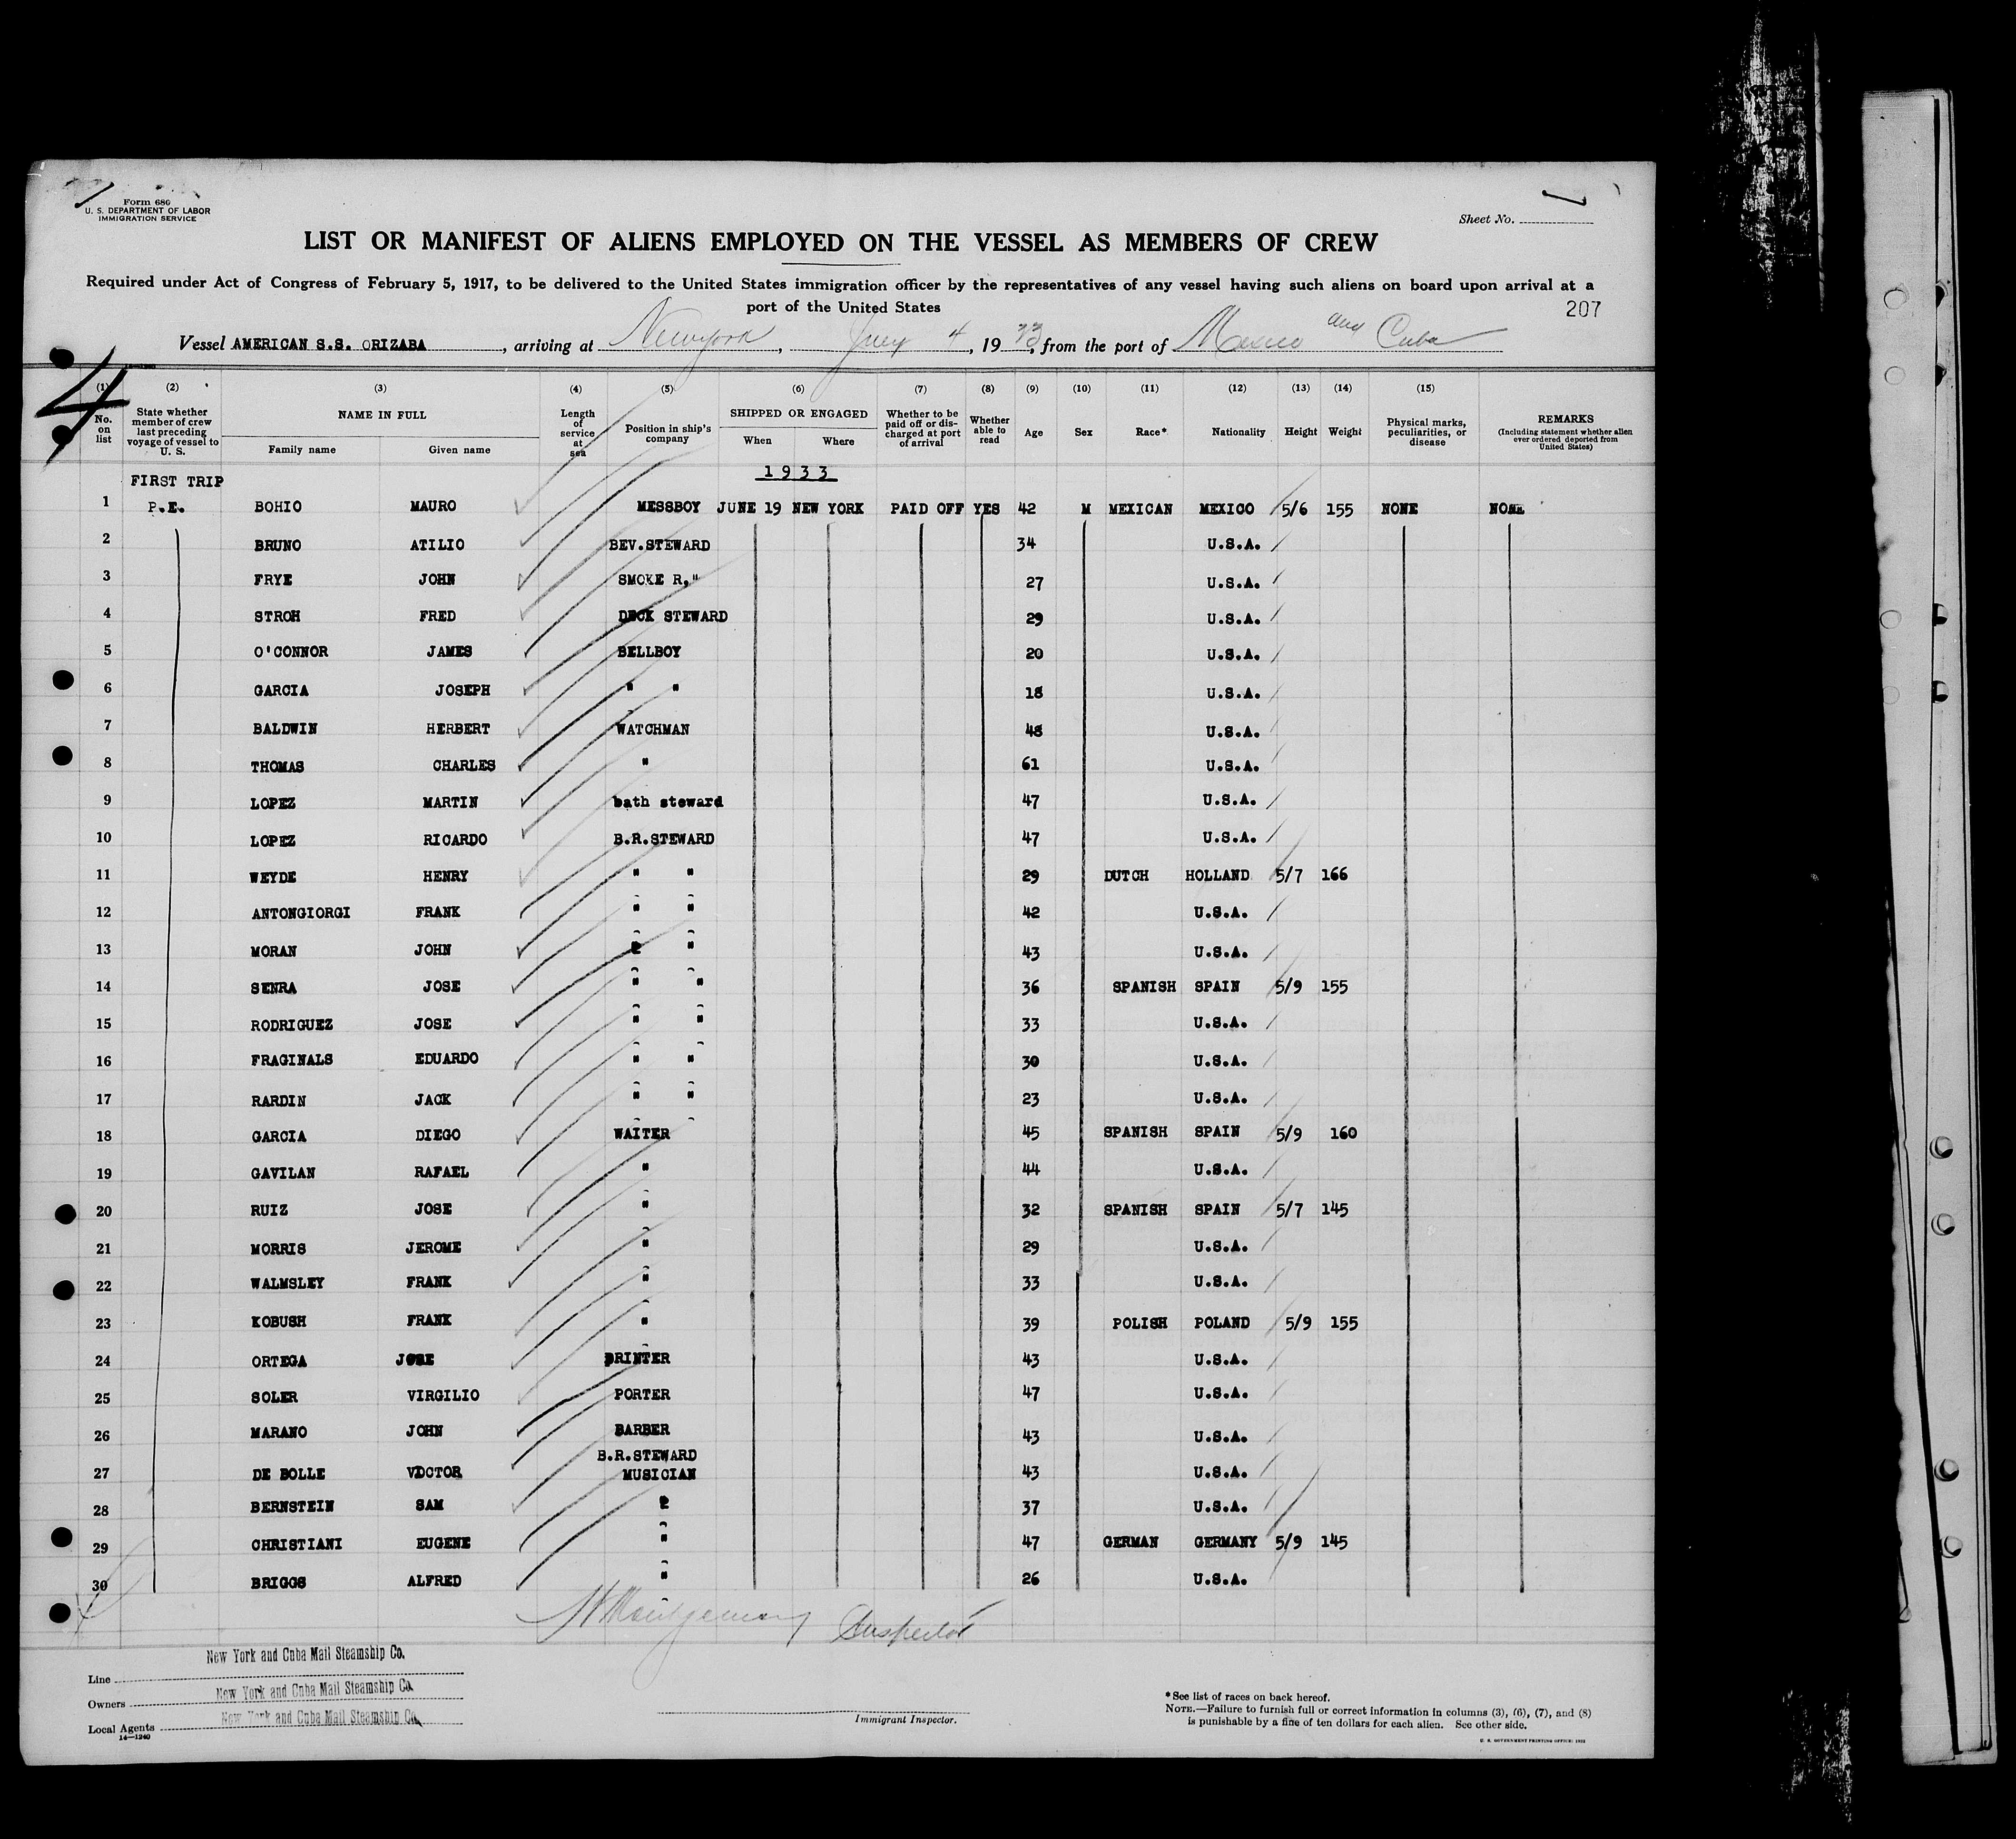 Form 686
U. S. DEPARTMENT OF LABOR
IMMIGRATION SERVICE
Sheet No.
LIST OR MANIFEST OF ALIENS EMPLOYED ON THE VESSEL AS MEMBERS OF CREW
Required under Act of Congress of February 5, 1917, to be delivered to the United States immigration officer by the representatives of any vessel having such aliens on board upon arrival at a
port of the United States
207
Vessel AMERICAN S.S. ORIZABA, arriving at New York, July 4, 1933, from the port of Mexico and Cuba
4
(1) (2) (3) (4) (5) (6) (7) (8) (9) (10) (11) (12) (13) (14) (15)
No. on list State whether member of crew last preceding voyage of vessel to U. S. NAME IN FULL Family name Given name Length of service at sea Position in ship's company SHIPPED OR ENGAGED When Where Whether to be paid off or discharged at port of arrival Whether able to read Age Sex Race* Nationality Height Weight Physical marks, peculiarities, or disease REMARKS (Including statement whether alien ever ordered deported from United States)
FIRST TRIP 1933
1 P.E. BOHIO MAURO MESSBOY JUNE 19 NEW YORK PAID OFF YES 42 M MEXICAN MEXICO 5/6 155 NONE NONE
2 BRUNO ATILIO BEV.STEWARD 34 U.S.A.
3 FRYE JOHN SMOKE R." 27 U.S.A.
4 STROH FRED DECK STEWARD 29 U.S.A.
5 O'CONNOR JAMES BELLBOY 20 U.S.A.
6 GARCIA JOSEPH " " 18 U.S.A.
7 BALDWIN HERBERT WATCHMAN 48 U.S.A.
8 THOMAS CHARLES " 61 U.S.A.
9 LOPEZ MARTIN bath steward 47 U.S.A.
10 LOPEZ RICARDO B.R.STEWARD 47 U.S.A.
11 WEYDE HENRY " " 29 DUTCH HOLLAND 5/7 166
12 ANTONGIORGI FRANK " " 42 U.S.A.
13 MORAN JOHN " " 43 U.S.A.
14 SENRA JOSE " " 36 SPANISH SPAIN 5/9 155
15 RODRIGUEZ JOSE " " 33 U.S.A.
16 FRAGINALS EDUARDO " " 30 U.S.A.
17 RARDIN JACK " " 23 U.S.A.
18 GARCIA DIEGO WAITER 45 SPANISH SPAIN 5/9 160
19 GAVILAN RAFAEL " 44 U.S.A.
20 RUIZ JOSE " 32 SPANISH SPAIN 5/7 145
21 MORRIS JEROME " 29 U.S.A.
22 WALMSLEY FRANK " 33 U.S.A.
23 KOBUSH FRANK " 39 POLISH POLAND 5/9 155
24 ORTEGA JOSE PRINTER 43 U.S.A.
25 SOLER VIRGILIO PORTER 47 U.S.A.
26 MARANO JOHN BARBER 43 U.S.A.
B.R.STEWARD
27 DE BOLLE VICTOR MUSICIAN 43 U.S.A.
28 BERNSTEIN SAM " 37 U.S.A.
29 CHRISTIANI EUGENE " 47 GERMAN GERMANY 5/9 145
30 BRIGGS ALFRED " 26 U.S.A.
Montgomery Inspector
Line New York and Cuba Mail Steamship Co.
Owners New York and Cuba Mail Steamship Co.
Local Agents New York and Cuba Mail Steamship Co.
14—1240
Immigrant Inspector.
*See list of races on back hereof.
NOTE.—Failure to furnish full or correct information in columns (3), (6), (7), and (8)
is punishable by a fine of ten dollars for each alien. See other side.